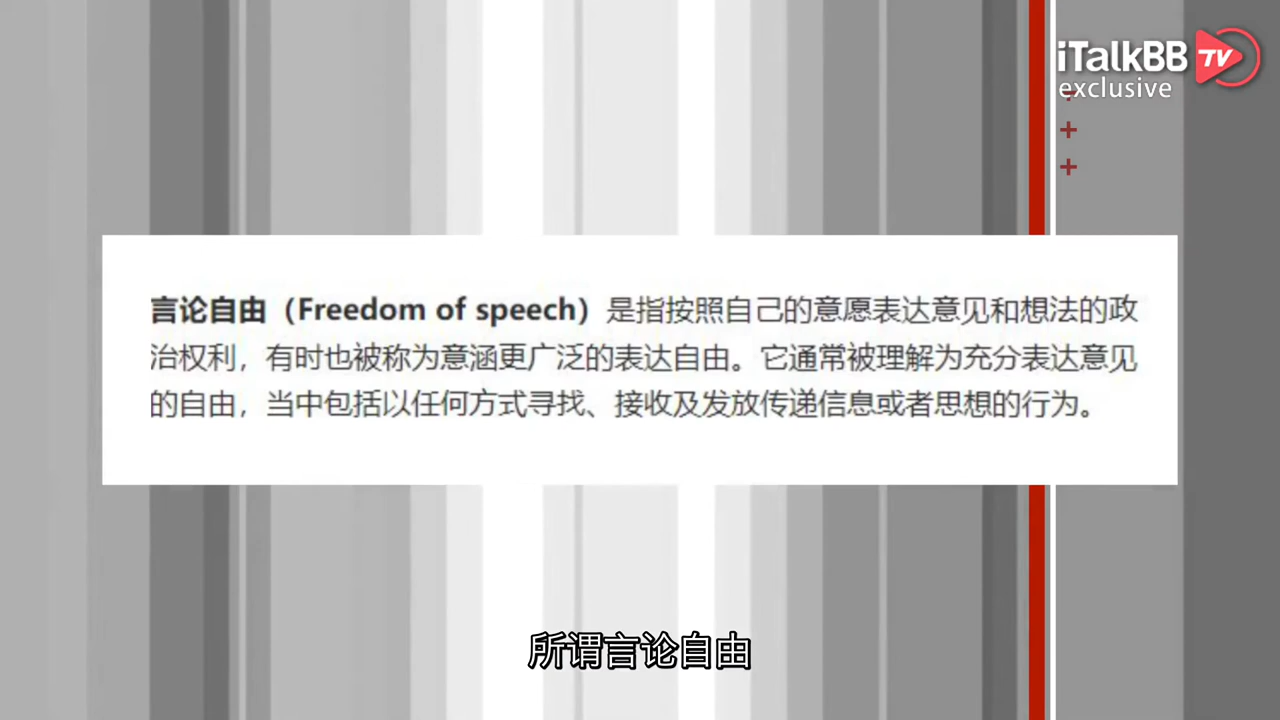 iTalkBB TV
exclusive
言论自由（Freedom of speech）是指按照自己的意愿表达意见和想法的政
治权利，有时也被称为意涵更广泛的表达自由。它通常被理解为充分表达意见
的自由，当中包括以任何方式寻找、接收及发放传递信息或者思想的行为。
所谓言论自由